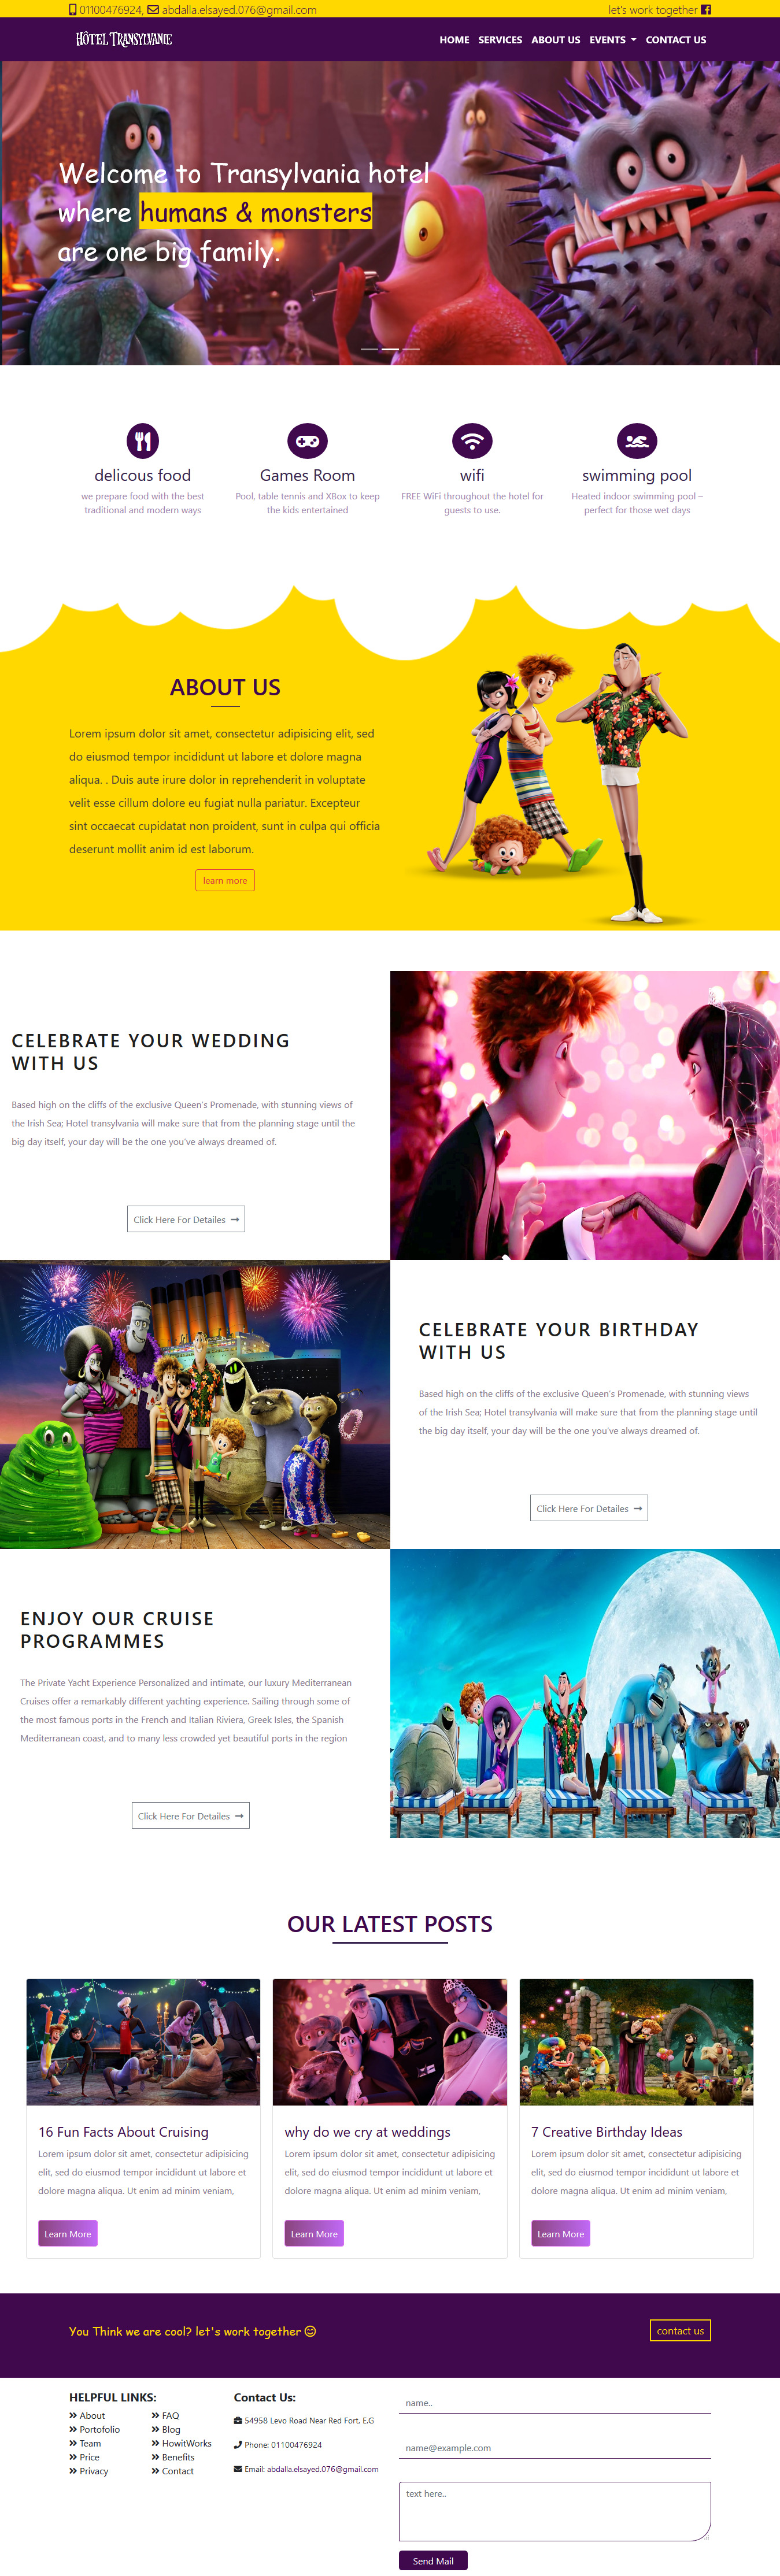 01100476924, abdalla.elsayed.076@gmail.com
let's work together
HÔTEL TRANSYLVANIE
HOME SERVICES ABOUT US EVENTS CONTACT US
Welcome to Transylvania hotel
where humans & monsters
are one big family.
delicous food
we prepare food with the best
traditional and modern ways
Games Room
Pool, table tennis and XBox to keep
the kids entertained
wifi
FREE WiFi throughout the hotel for
guests to use.
swimming pool
Heated indoor swimming pool –
perfect for those wet days
ABOUT US
Lorem ipsum dolor sit amet, consectetur adipisicing elit, sed
do eiusmod tempor incididunt ut labore et dolore magna
aliqua. . Duis aute irure dolor in reprehenderit in voluptate
velit esse cillum dolore eu fugiat nulla pariatur. Excepteur
sint occaecat cupidatat non proident, sunt in culpa qui officia
deserunt mollit anim id est laborum.
learn more
CELEBRATE YOUR WEDDING
WITH US
Based high on the cliffs of the exclusive Queen's Promenade, with stunning views of
the Irish Sea; Hotel transylvania will make sure that from the planning stage until the
big day itself, your day will be the one you've always dreamed of.
Click Here For Detailes
CELEBRATE YOUR BIRTHDAY
WITH US
Based high on the cliffs of the exclusive Queen's Promenade, with stunning views
of the Irish Sea; Hotel transylvania will make sure that from the planning stage until
the big day itself, your day will be the one you've always dreamed of.
Click Here For Detailes
ENJOY OUR CRUISE
PROGRAMMES
The Private Yacht Experience Personalized and intimate, our luxury Mediterranean
Cruises offer a remarkably different yachting experience. Sailing through some of
the most famous ports in the French and Italian Riviera, Greek Isles, the Spanish
Mediterranean coast, and to many less crowded yet beautiful ports in the region
Click Here For Detailes
OUR LATEST POSTS
16 Fun Facts About Cruising
Lorem ipsum dolor sit amet, consectetur adipisicing
elit, sed do eiusmod tempor incididunt ut labore et
dolore magna aliqua. Ut enim ad minim veniam,
Learn More
why do we cry at weddings
Lorem ipsum dolor sit amet, consectetur adipisicing
elit, sed do eiusmod tempor incididunt ut labore et
dolore magna aliqua. Ut enim ad minim veniam,
Learn More
7 Creative Birthday Ideas
Lorem ipsum dolor sit amet, consectetur adipisicing
elit, sed do eiusmod tempor incididunt ut labore et
dolore magna aliqua. Ut enim ad minim veniam,
Learn More
You Think we are cool? let's work together
contact us
HELPFUL LINKS:
About
Portofolio
Team
Price
Privacy
FAQ
Blog
HowitWorks
Benefits
Contact
Contact Us:
54958 Levo Road Near Red Fort, E.G
Phone: 01100476924
Email: abdalla.elsayed.076@gmail.com
name..
name@example.com
text here..
Send Mail